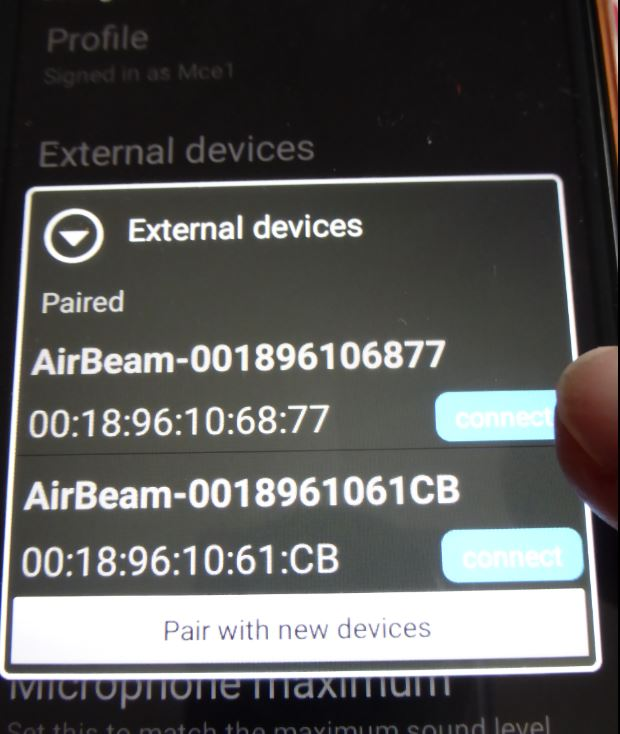 Profile
Signed in as Mce1
External devices
External devices
Paired
AirBeam-001896106877
00:18:96:10:68:77
connect
AirBeam-0018961061CB
00:18:96:10:61:CB
connect
Pair with new devices
Microphone maximum
Set this to match the maximum sound level